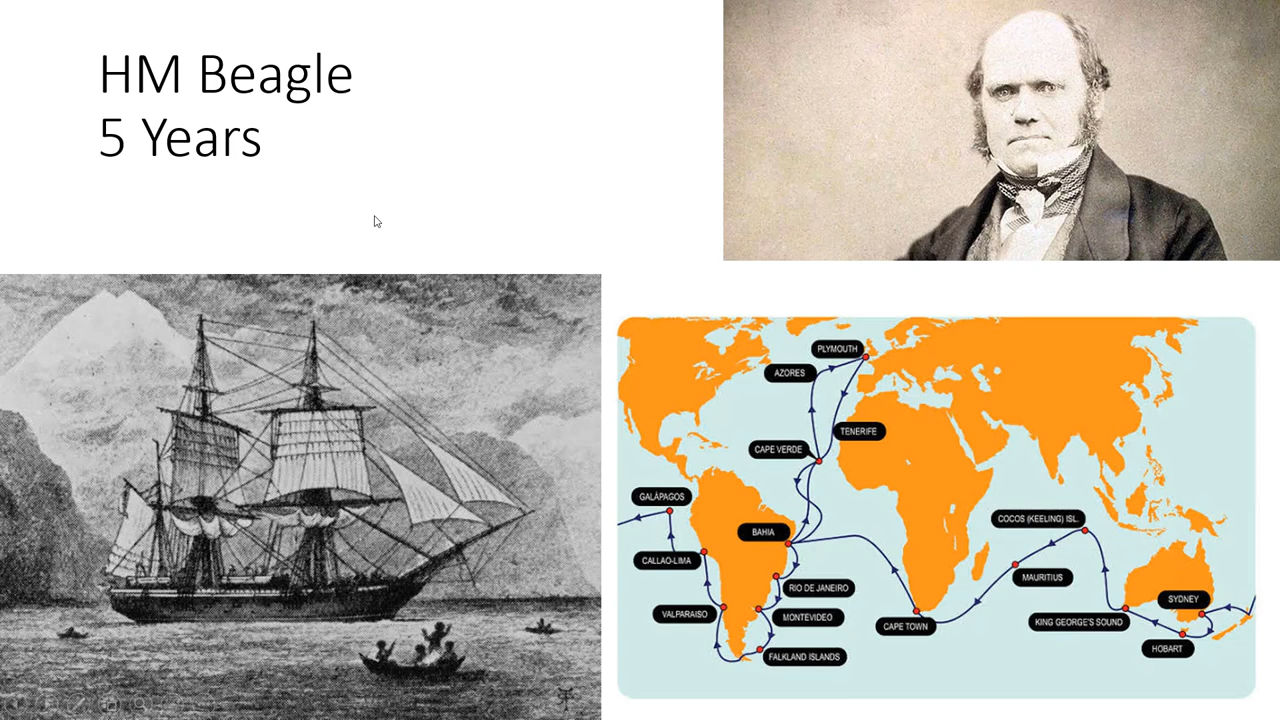 HM Beagle
5 Years
PLYMOUTH
AZORES
TENERIFE
CAPE VERDE
GALÁPAGOS
COCOS (KEELING) ISL.
BAHIA
CALLAO-LIMA
MAURITIUS
RIO DE JANEIRO
SYDNEY
VALPARAISO
MONTEVIDEO
KING GEORGE'S SOUND
CAPE TOWN
HOBART
FALKLAND ISLANDS